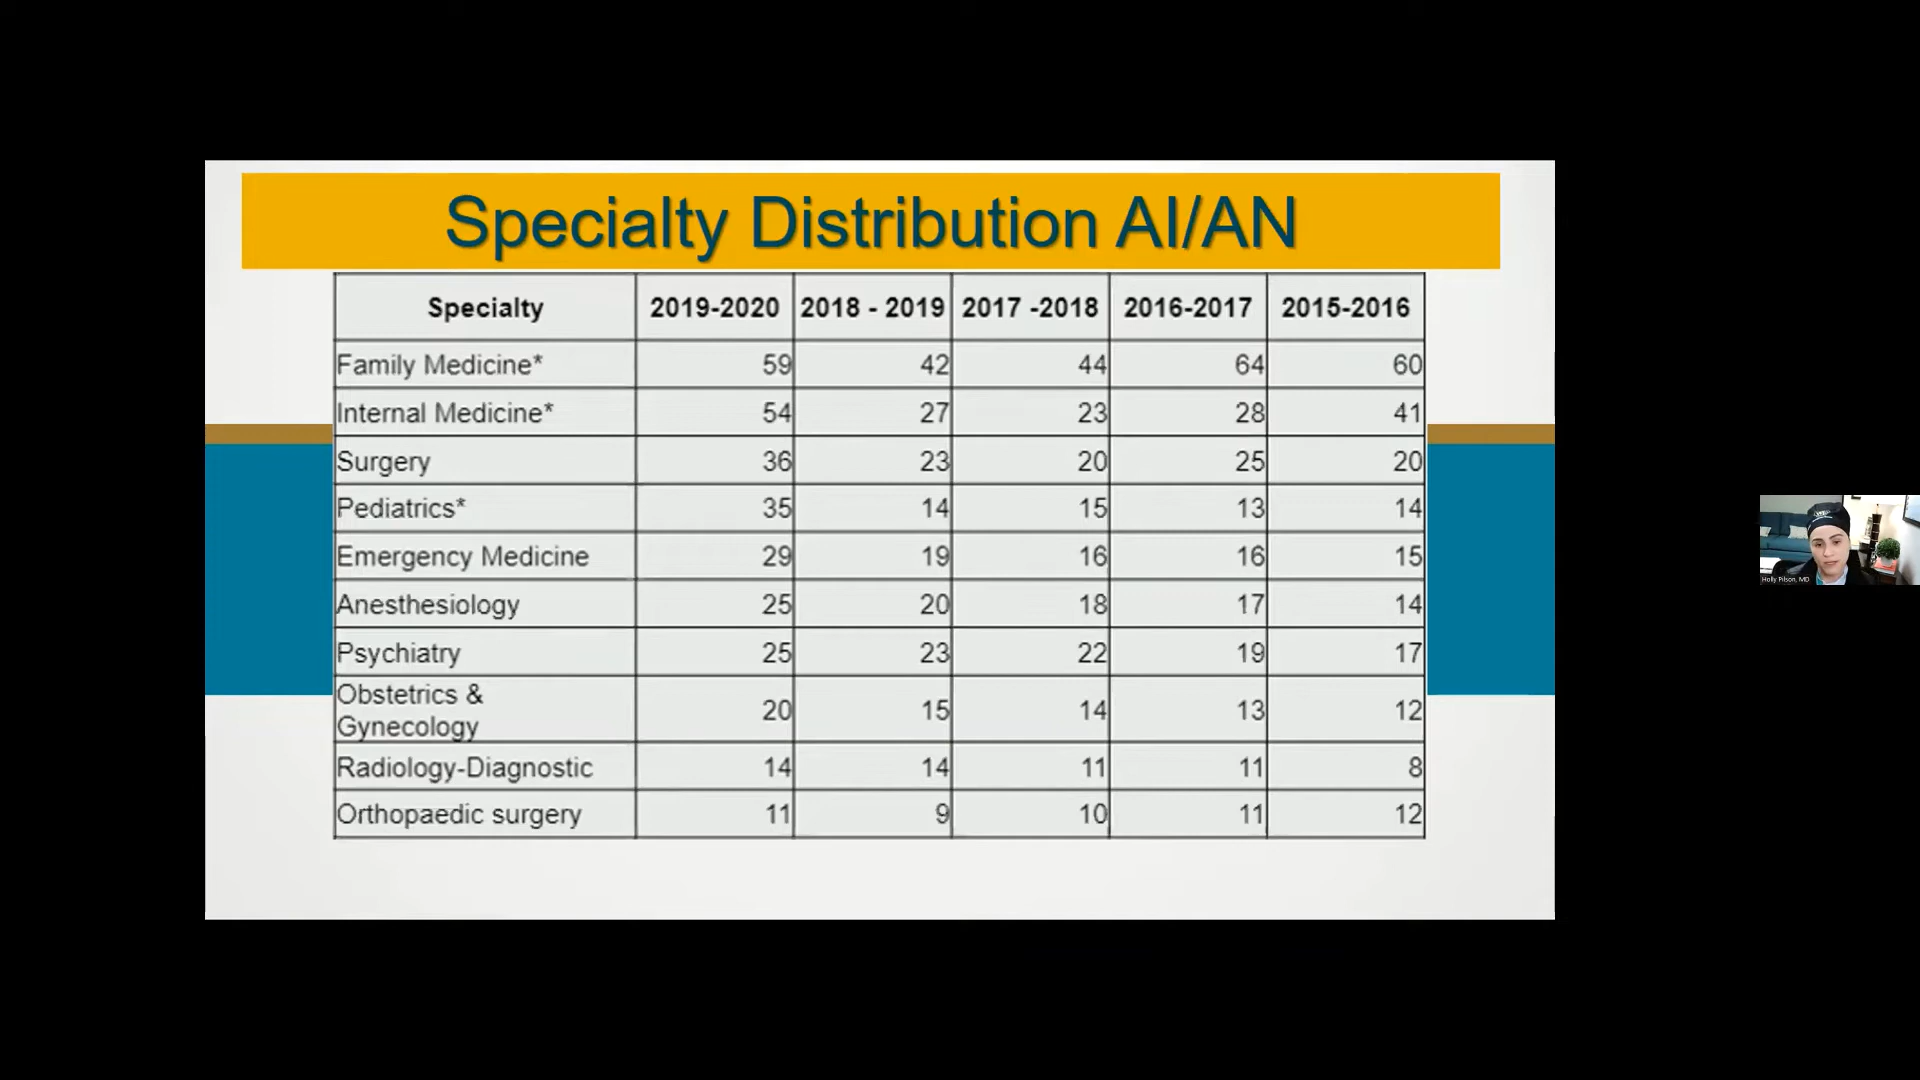 Specialty Distribution AI/AN
Specialty 2019-2020 2018 - 2019 2017 -2018 2016-2017 2015-2016
Family Medicine* 59 42 44 64 60
Internal Medicine* 54 27 23 28 41
Surgery 36 23 20 25 20
Pediatrics* 35 14 15 13 14
Emergency Medicine 29 19 16 16 15
Anesthesiology 25 20 18 17 14
Psychiatry 25 23 22 19 17
Obstetrics &
Gynecology 20 15 14 13 12
Radiology-Diagnostic 14 14 11 11 8
Orthopaedic surgery 11 9 10 11 12
Holly Pilson, MD